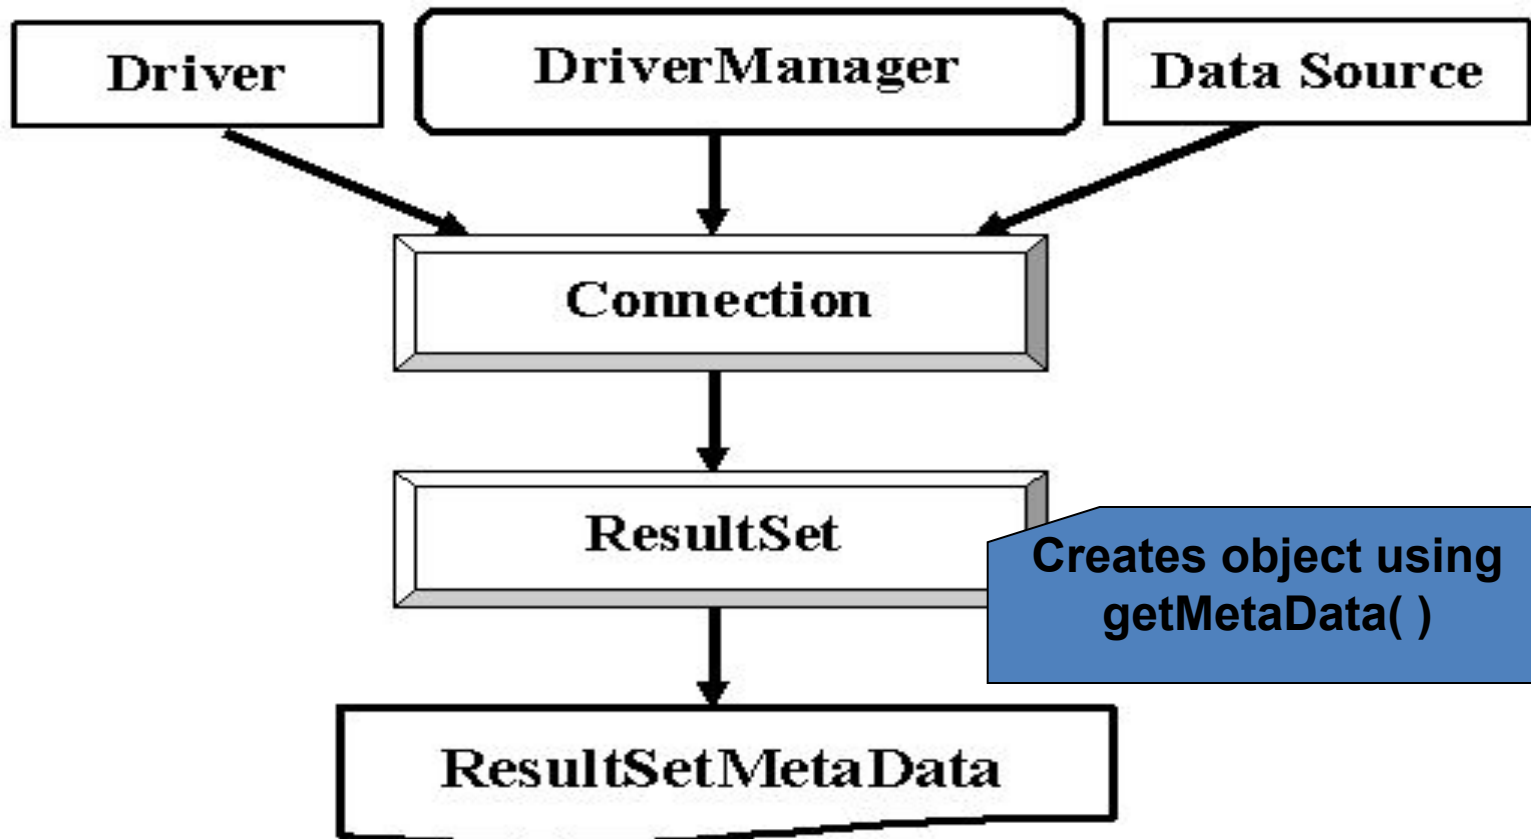 Driver
DriverManager
Data Source
Connection
ResultSet
Creates object using
getMetaData( )
ResultSetMetaData